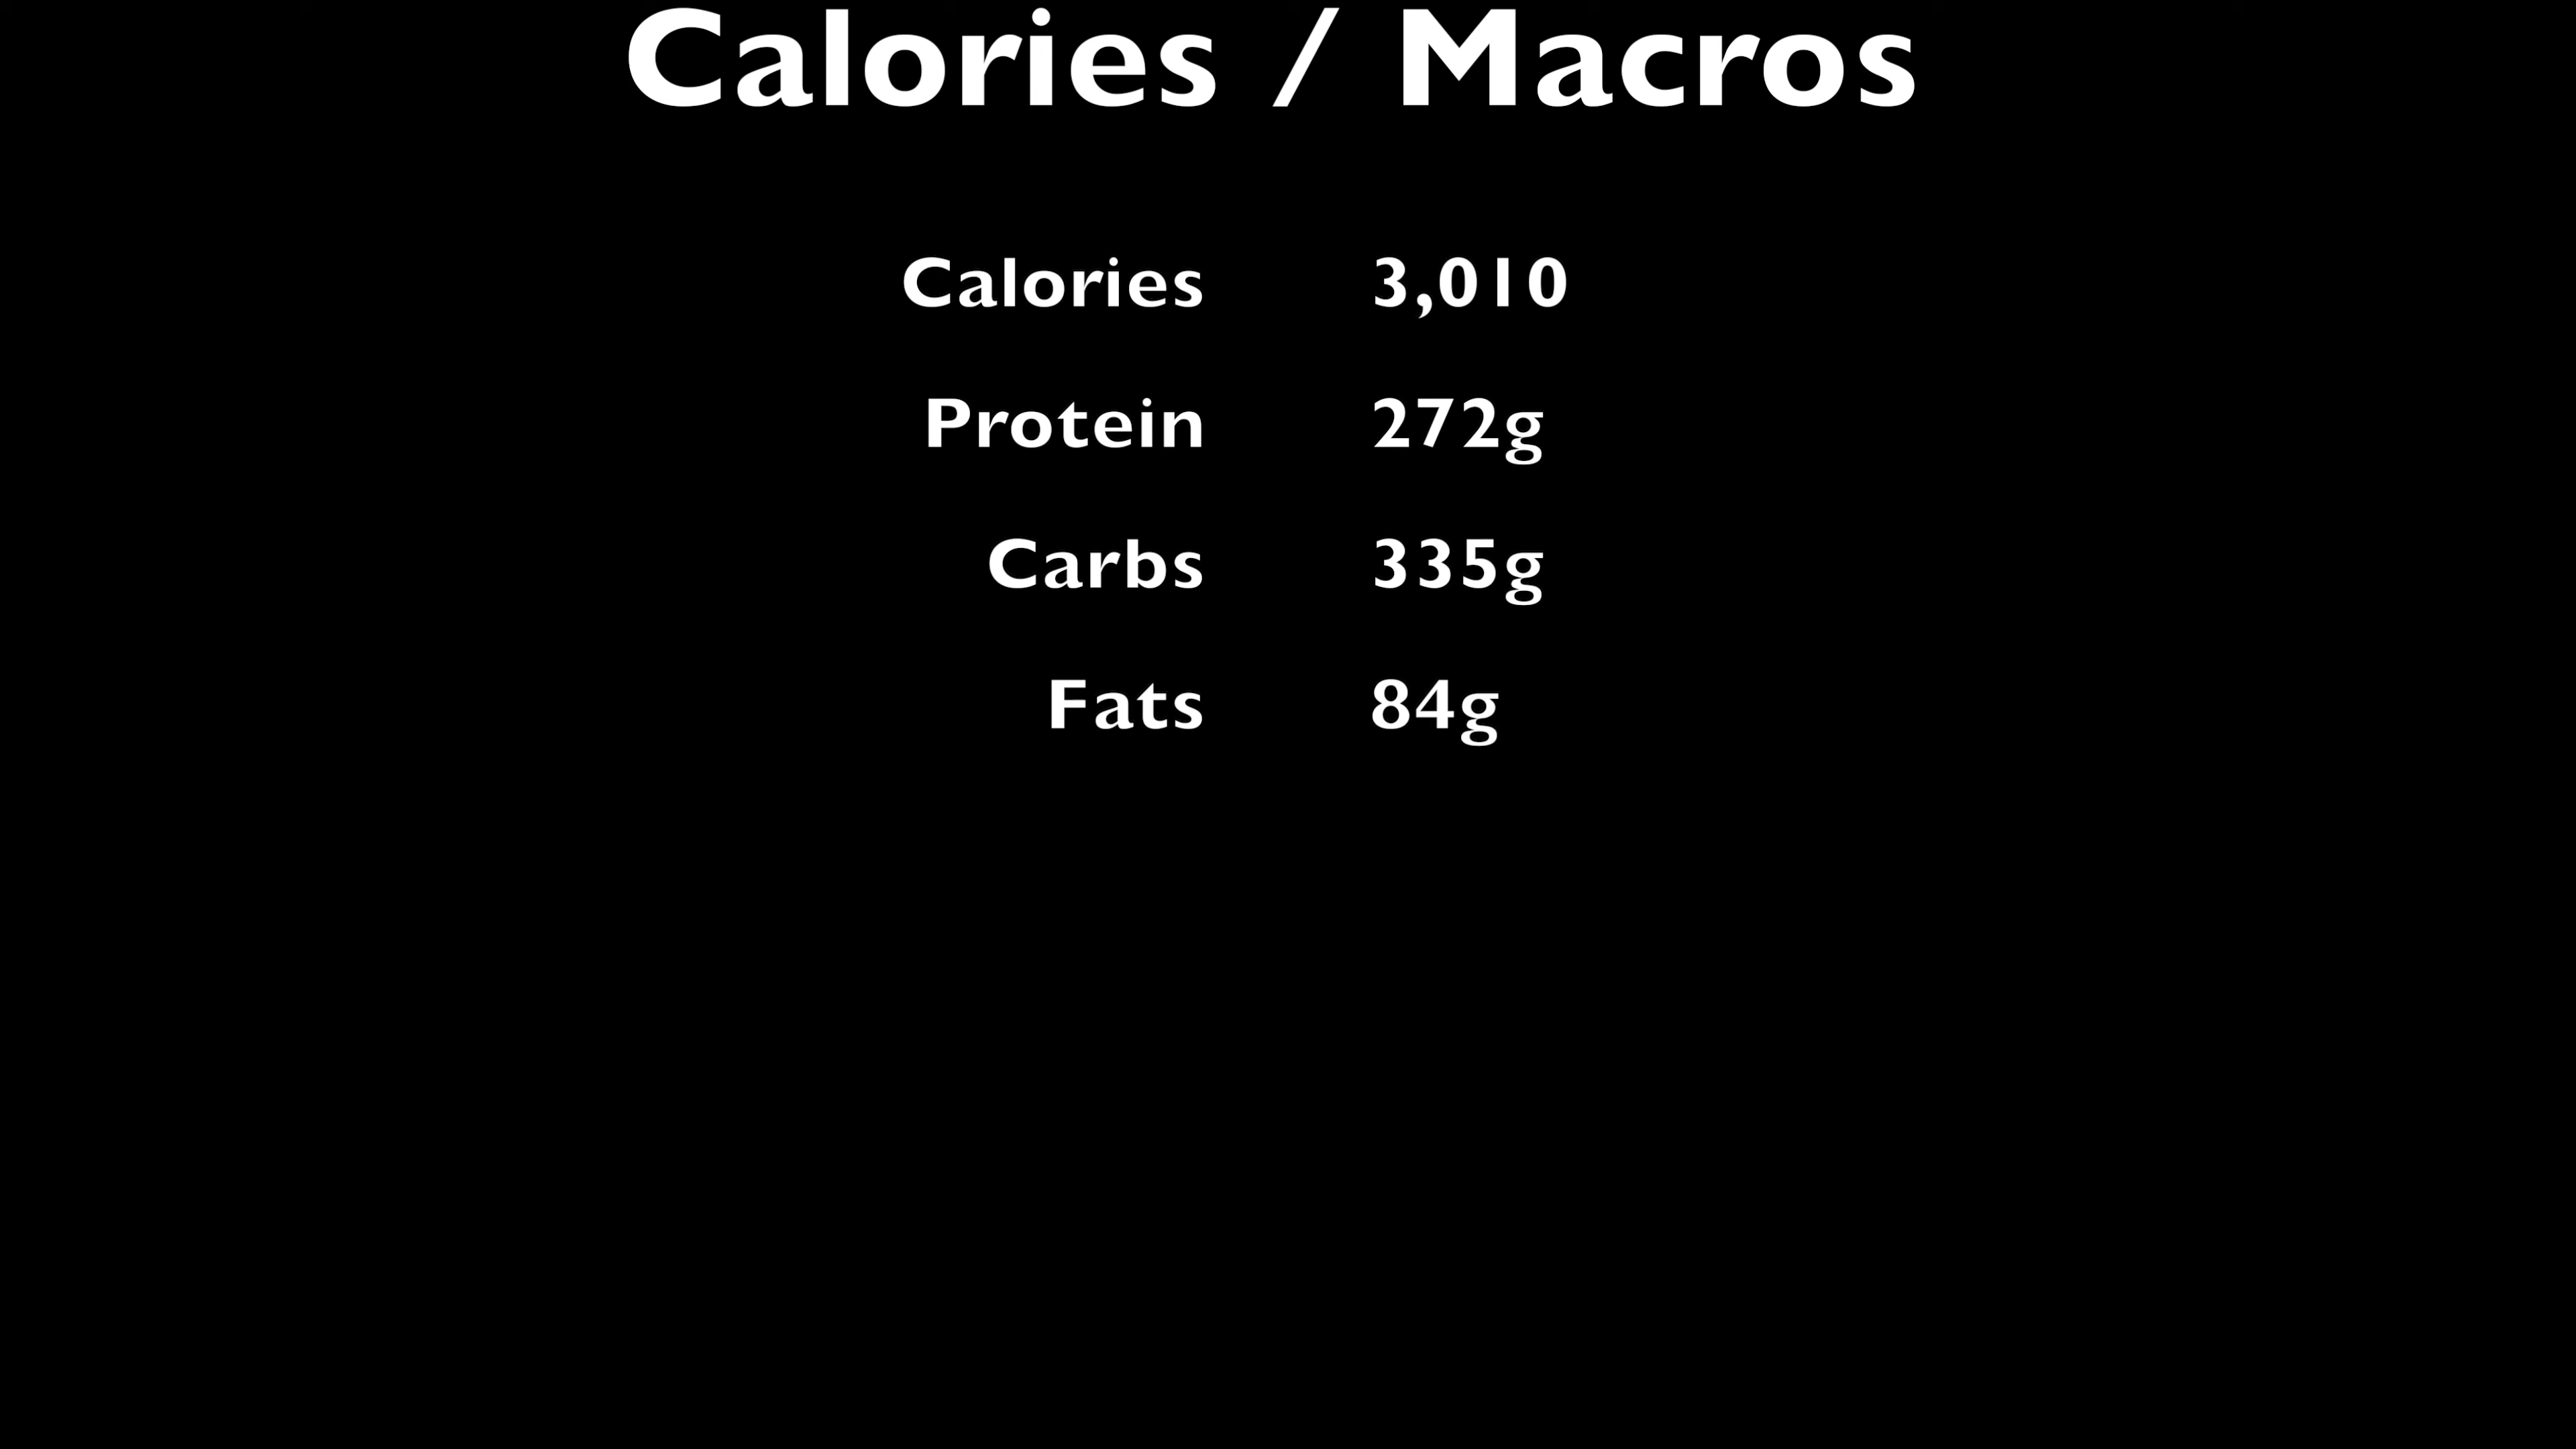 Calories / Macros
Calories 3,010
Protein 272g
Carbs 335g
Fats 84g